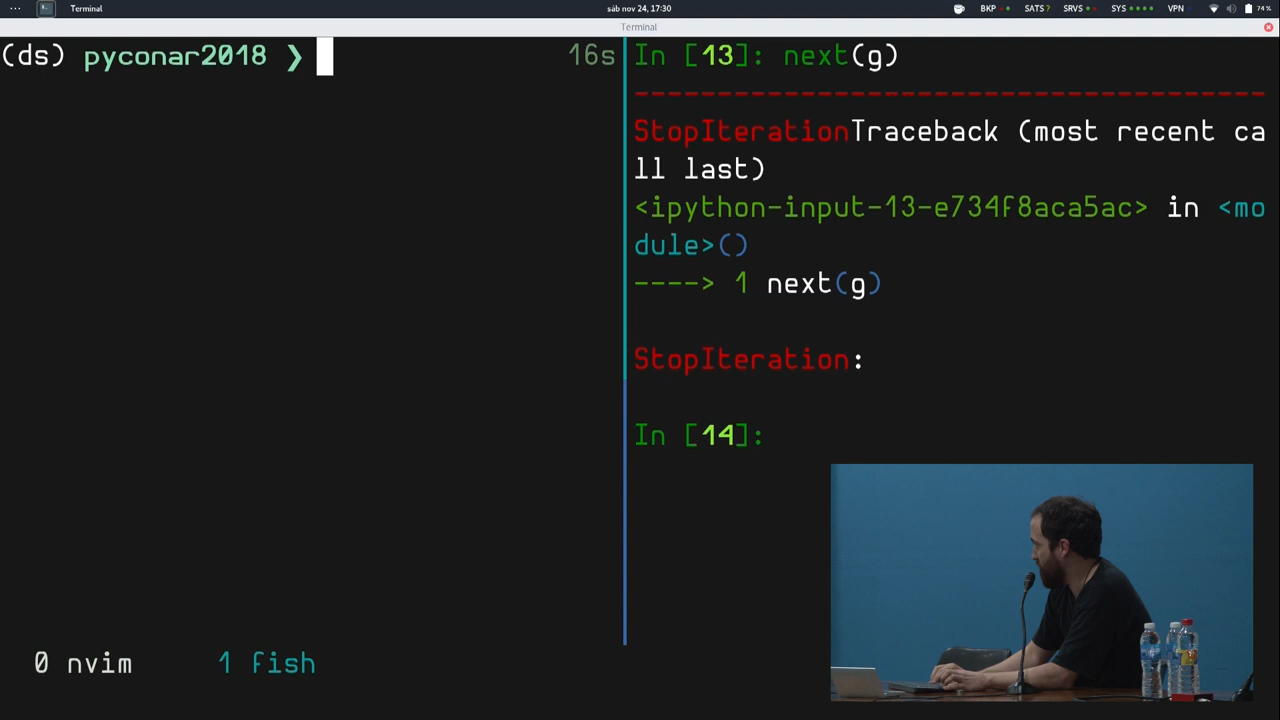 ··· Terminal sáb nov 24, 17:30 BKP SATS ? SRVS SYS VPN 74 %
Terminal
(ds) pyconar2018 ❯ 16s
In [13]: next(g)
-----------------------------------------
StopIterationTraceback (most recent ca
ll last)
<ipython-input-13-e734f8aca5ac> in <mo
dule>()
----> 1 next(g)
StopIteration:
In [14]:
0 nvim 1 fish